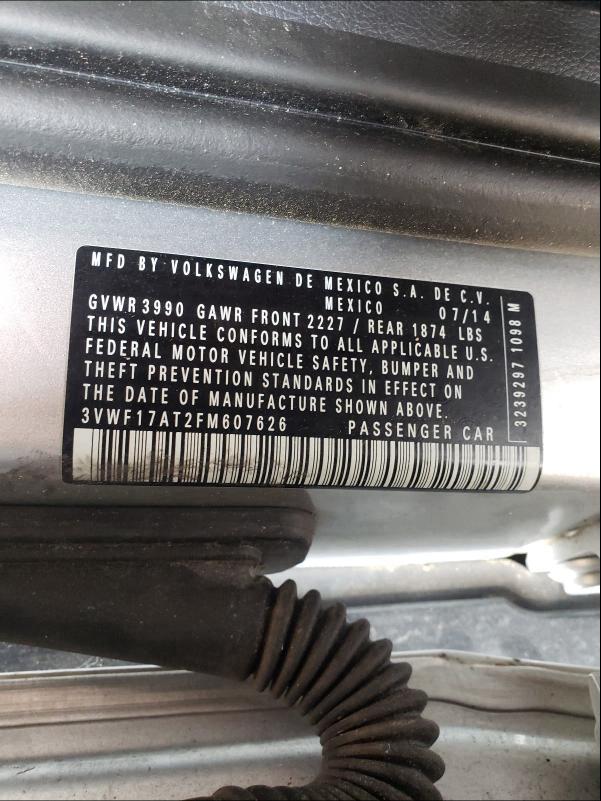 MFD BY VOLKSWAGEN DE MEXICO S.A. DE C.V.
MEXICO 07/14
GVWR 3990 GAWR FRONT 2227 / REAR 1874 LBS
THIS VEHICLE CONFORMS TO ALL APPLICABLE U.S.
FEDERAL MOTOR VEHICLE SAFETY, BUMPER AND
THEFT PREVENTION STANDARDS IN EFFECT ON
THE DATE OF MANUFACTURE SHOWN ABOVE.
3VWF17AT2FM607626 PASSENGER CAR
3239297 1098 M